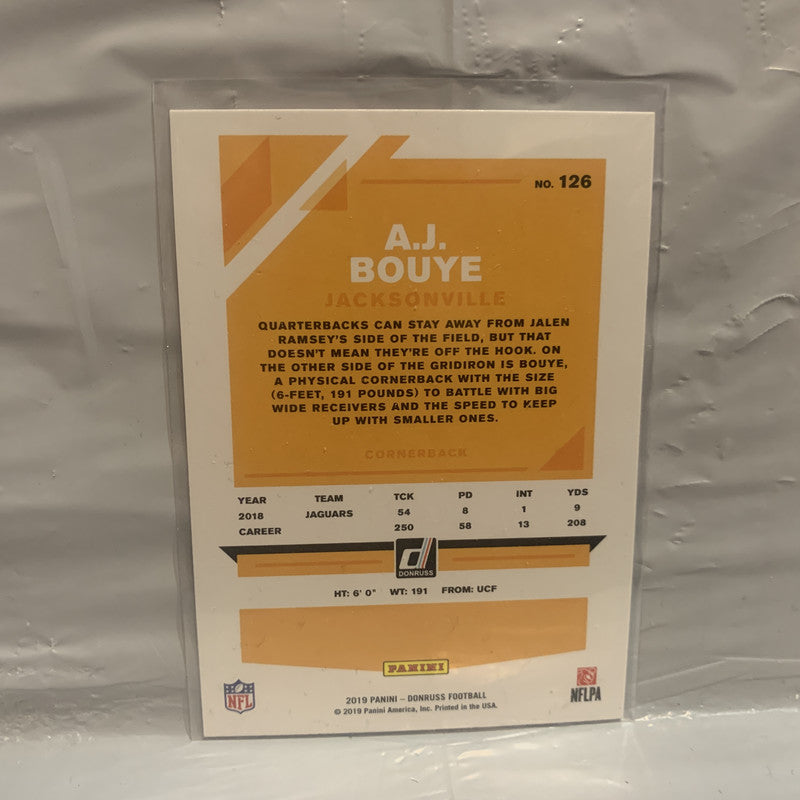 NO. 126
A.J.
BOUYE
JACKSONVILLE
QUARTERBACKS CAN STAY AWAY FROM JALEN
RAMSEY'S SIDE OF THE FIELD, BUT THAT
DOESN'T MEAN THEY'RE OFF THE HOOK. ON
THE OTHER SIDE OF THE GRIDIRON IS BOUYE,
A PHYSICAL CORNERBACK WITH THE SIZE
(6-FEET, 191 POUNDS) TO BATTLE WITH BIG
WIDE RECEIVERS AND THE SPEED TO KEEP
UP WITH SMALLER ONES.
CORNERBACK
YEAR TEAM TCK PD INT YDS
2018 JAGUARS 54 8 1 9
CAREER 250 58 13 208
DONRUSS
HT: 6' 0" WT: 191 FROM: UCF
PANINI
NFL
NFLPA
2019 PANINI – DONRUSS FOOTBALL
© 2019 Panini America, Inc. Printed in the USA.